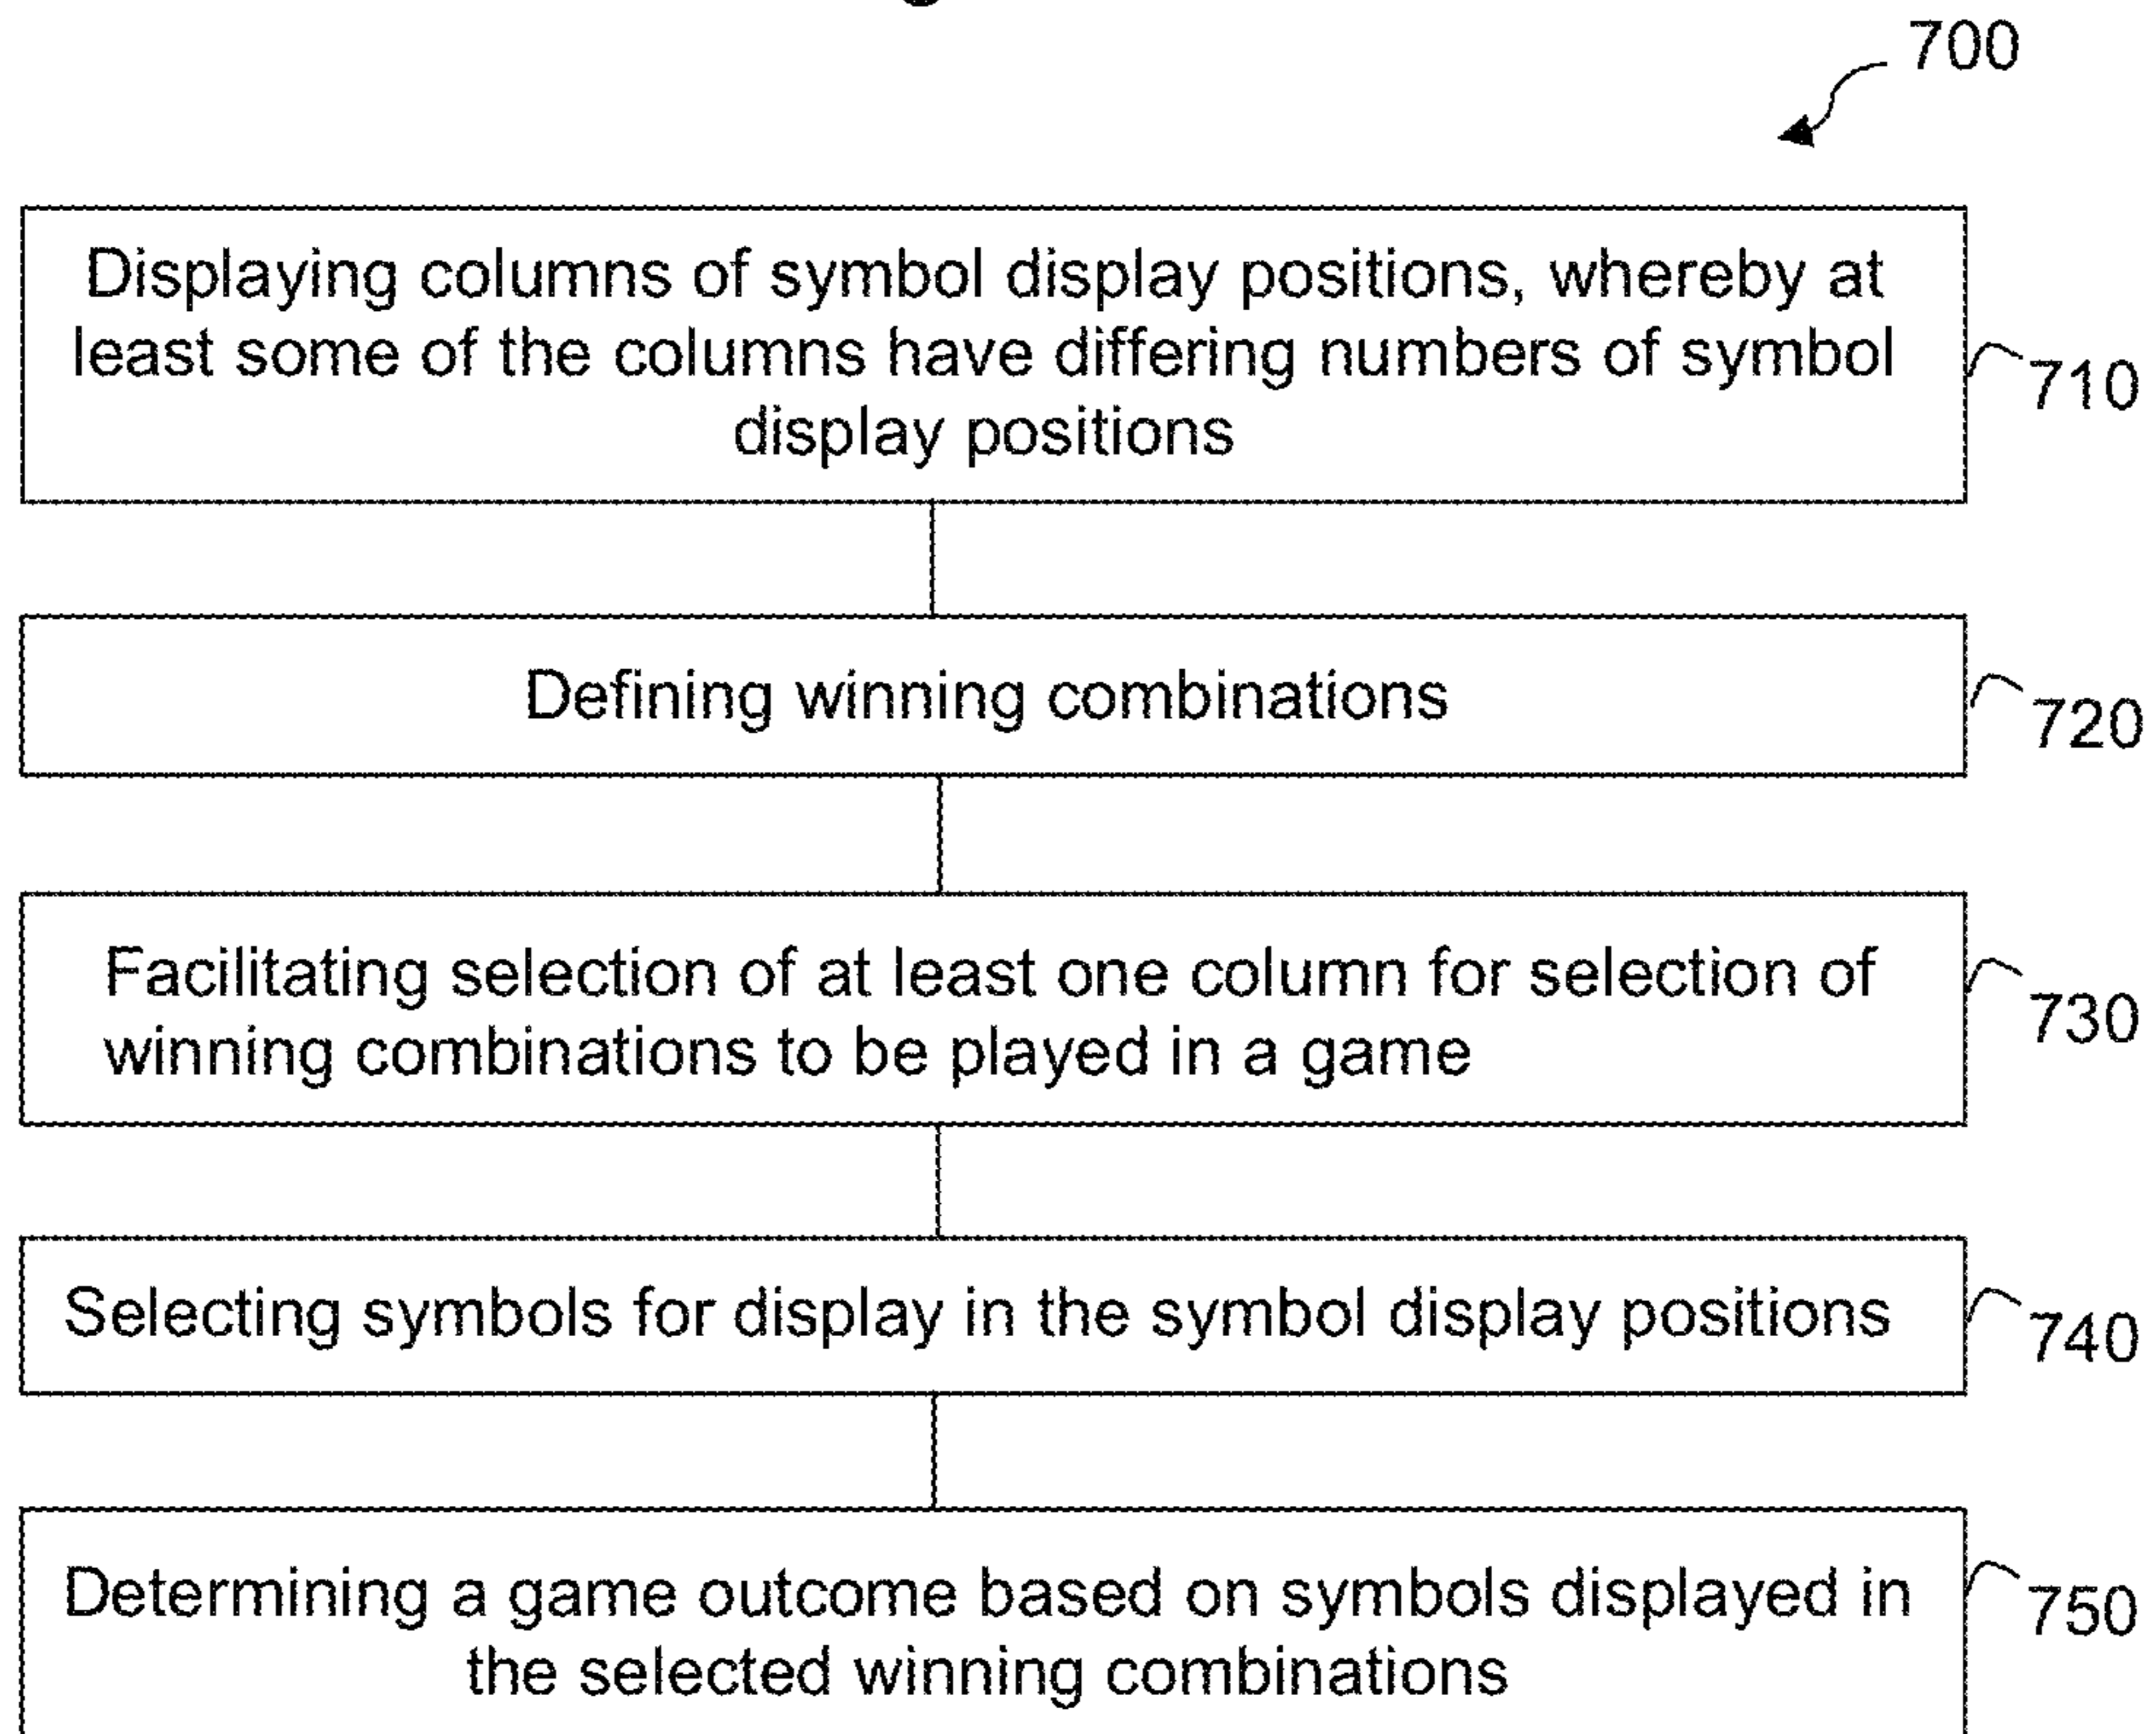 700
Displaying columns of symbol display positions, whereby at
least some of the columns have differing numbers of symbol
display positions
710
Defining winning combinations
720
Facilitating selection of at least one column for selection of
winning combinations to be played in a game
730
Selecting symbols for display in the symbol display positions
740
Determining a game outcome based on symbols displayed in
the selected winning combinations
750